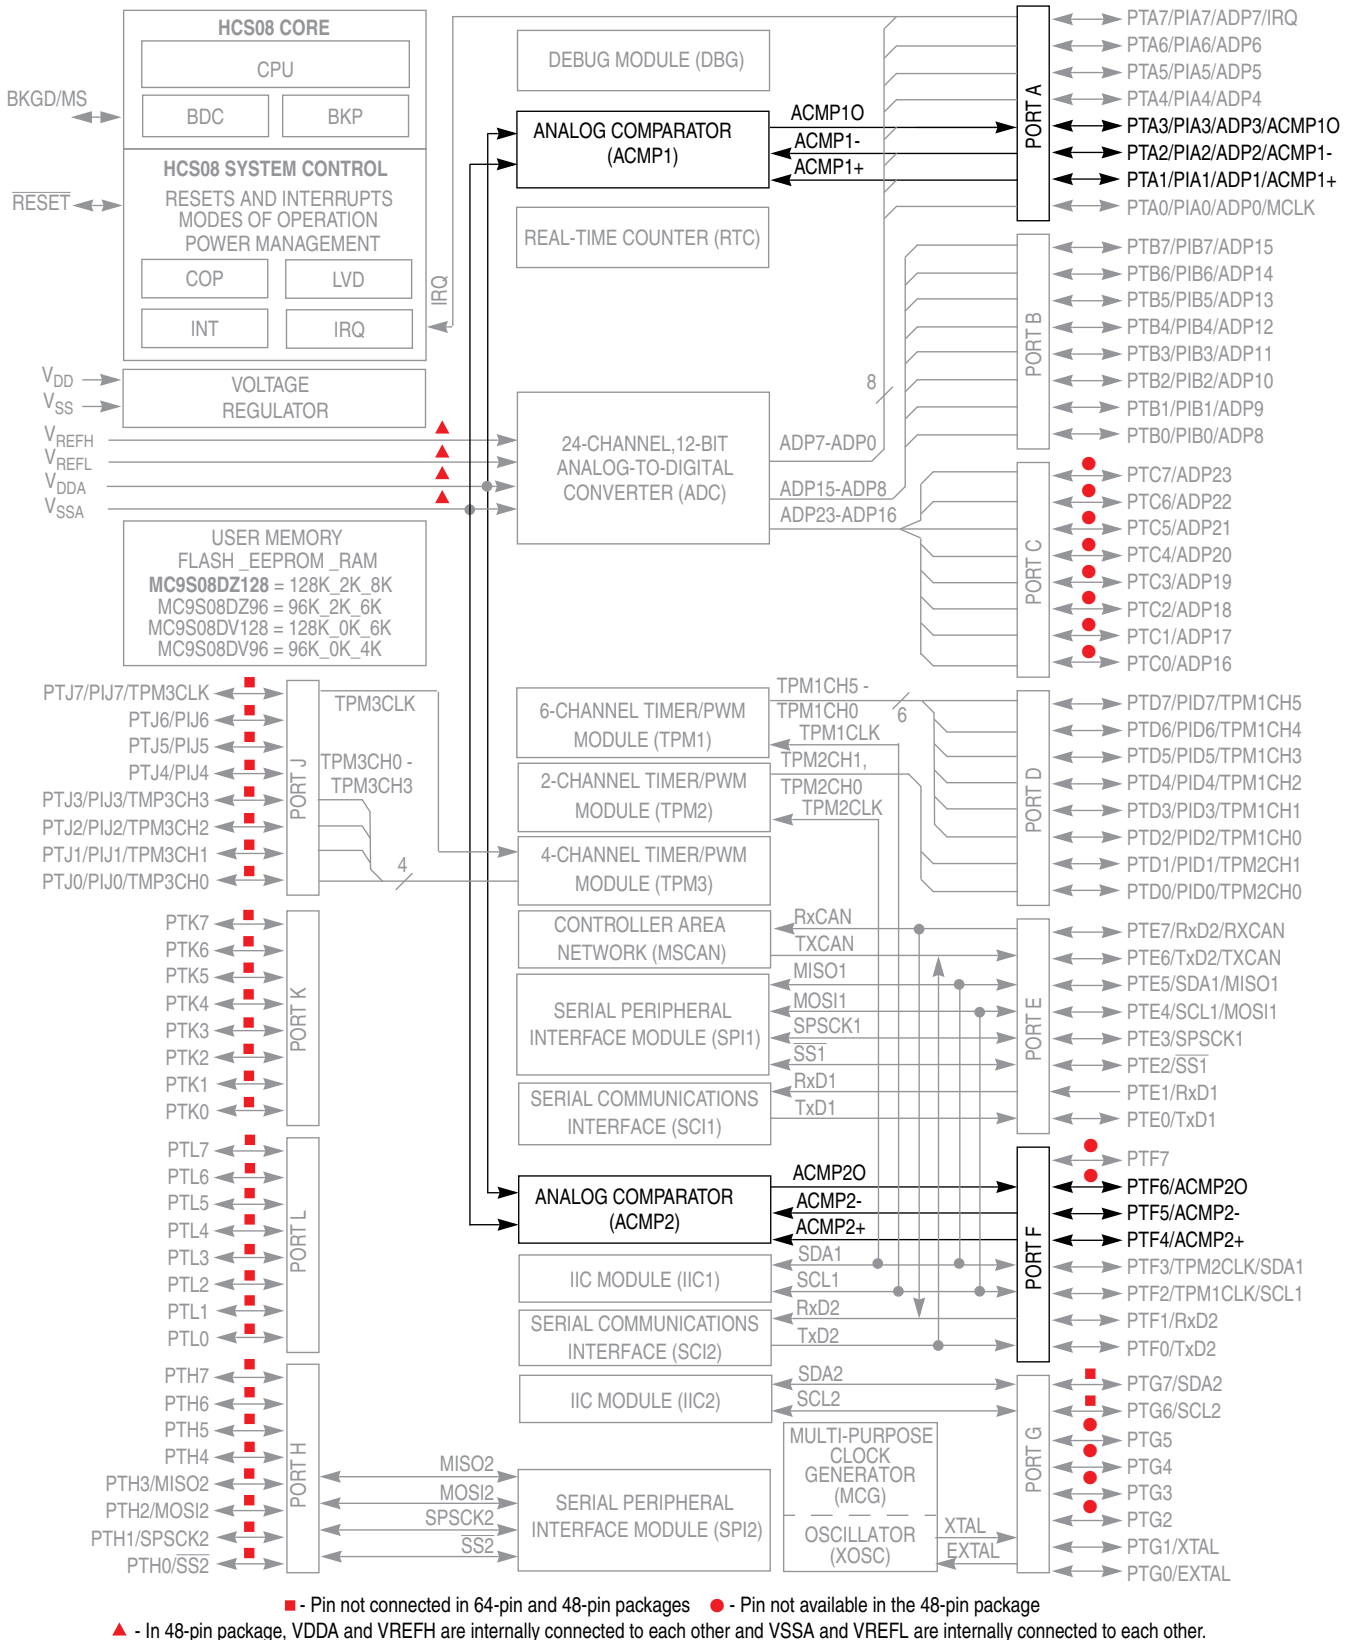 HCS08 CORE
CPU
BDC
BKP
BKGD/MS
HCS08 SYSTEM CONTROL
RESETS AND INTERRUPTS
MODES OF OPERATION
POWER MANAGEMENT
COP
LVD
INT
IRQ
RESET
IRQ
VDD
VSS
VOLTAGE
REGULATOR
VREFH
VREFL
VDDA
VSSA
USER MEMORY
FLASH _EEPROM _RAM
MC9S08DZ128 = 128K_2K_8K
MC9S08DZ96 = 96K_2K_6K
MC9S08DV128 = 128K_0K_6K
MC9S08DV96 = 96K_0K_4K
DEBUG MODULE (DBG)
ANALOG COMPARATOR
(ACMP1)
ACMP1O
ACMP1-
ACMP1+
REAL-TIME COUNTER (RTC)
24-CHANNEL,12-BIT
ANALOG-TO-DIGITAL
CONVERTER (ADC)
8
ADP7-ADP0
ADP15-ADP8
ADP23-ADP16
PORT A
PTA7/PIA7/ADP7/IRQ
PTA6/PIA6/ADP6
PTA5/PIA5/ADP5
PTA4/PIA4/ADP4
PTA3/PIA3/ADP3/ACMP1O
PTA2/PIA2/ADP2/ACMP1-
PTA1/PIA1/ADP1/ACMP1+
PTA0/PIA0/ADP0/MCLK
PORT B
PTB7/PIB7/ADP15
PTB6/PIB6/ADP14
PTB5/PIB5/ADP13
PTB4/PIB4/ADP12
PTB3/PIB3/ADP11
PTB2/PIB2/ADP10
PTB1/PIB1/ADP9
PTB0/PIB0/ADP8
PORT C
PTC7/ADP23
PTC6/ADP22
PTC5/ADP21
PTC4/ADP20
PTC3/ADP19
PTC2/ADP18
PTC1/ADP17
PTC0/ADP16
PTJ7/PIJ7/TPM3CLK
PTJ6/PIJ6
PTJ5/PIJ5
PTJ4/PIJ4
PTJ3/PIJ3/TMP3CH3
PTJ2/PIJ2/TPM3CH2
PTJ1/PIJ1/TPM3CH1
PTJ0/PIJ0/TMP3CH0
PORT J
TPM3CLK
TPM3CH0 -
TPM3CH3
4
6-CHANNEL TIMER/PWM
MODULE (TPM1)
TPM1CH5 -
TPM1CH0
6
TPM1CLK
2-CHANNEL TIMER/PWM
MODULE (TPM2)
TPM2CH1,
TPM2CH0
TPM2CLK
4-CHANNEL TIMER/PWM
MODULE (TPM3)
PORT D
PTD7/PID7/TPM1CH5
PTD6/PID6/TPM1CH4
PTD5/PID5/TPM1CH3
PTD4/PID4/TPM1CH2
PTD3/PID3/TPM1CH1
PTD2/PID2/TPM1CH0
PTD1/PID1/TPM2CH1
PTD0/PID0/TPM2CH0
PTK7
PTK6
PTK5
PTK4
PTK3
PTK2
PTK1
PTK0
PORT K
CONTROLLER AREA
NETWORK (MSCAN)
RxCAN
TXCAN
SERIAL PERIPHERAL
INTERFACE MODULE (SPI1)
MISO1
MOSI1
SPSCK1
SS1
SERIAL COMMUNICATIONS
INTERFACE (SCI1)
RxD1
TxD1
PORT E
PTE7/RxD2/RXCAN
PTE6/TxD2/TXCAN
PTE5/SDA1/MISO1
PTE4/SCL1/MOSI1
PTE3/SPSCK1
PTE2/SS1
PTE1/RxD1
PTE0/TxD1
PTL7
PTL6
PTL5
PTL4
PTL3
PTL2
PTL1
PTL0
PORT L
ANALOG COMPARATOR
(ACMP2)
ACMP2O
ACMP2-
ACMP2+
IIC MODULE (IIC1)
SDA1
SCL1
SERIAL COMMUNICATIONS
INTERFACE (SCI2)
RxD2
TxD2
PORT F
PTF7
PTF6/ACMP2O
PTF5/ACMP2-
PTF4/ACMP2+
PTF3/TPM2CLK/SDA1
PTF2/TPM1CLK/SCL1
PTF1/RxD2
PTF0/TxD2
PTH7
PTH6
PTH5
PTH4
PTH3/MISO2
PTH2/MOSI2
PTH1/SPSCK2
PTH0/SS2
PORT H
MISO2
MOSI2
SPSCK2
SS2
IIC MODULE (IIC2)
SDA2
SCL2
SERIAL PERIPHERAL
INTERFACE MODULE (SPI2)
MULTI-PURPOSE
CLOCK
GENERATOR
(MCG)
OSCILLATOR
(XOSC)
XTAL
EXTAL
PORT G
PTG7/SDA2
PTG6/SCL2
PTG5
PTG4
PTG3
PTG2
PTG1/XTAL
PTG0/EXTAL
- Pin not connected in 64-pin and 48-pin packages
- Pin not available in the 48-pin package
- In 48-pin package, VDDA and VREFH are internally connected to each other and VSSA and VREFL are internally connected to each other.